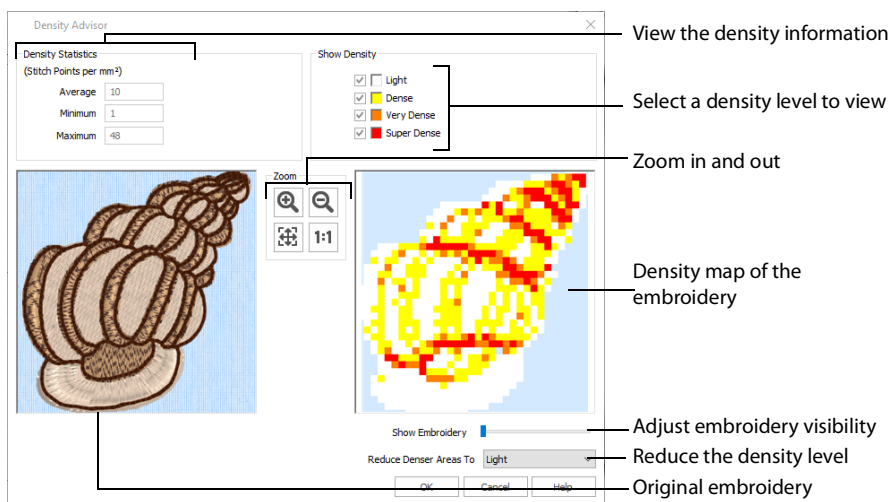 Density Advisor
View the density information
Density Statistics
(Stitch Points per mm²)
Average 10
Minimum 1
Maximum 48
Show Density
Light
Dense
Very Dense
Super Dense
Select a density level to view
Zoom in and out
Zoom
1:1
Density map of the
embroidery
Show Embroidery
Adjust embroidery visibility
Reduce Denser Areas To Light
Reduce the density level
OK Cancel Help
Original embroidery